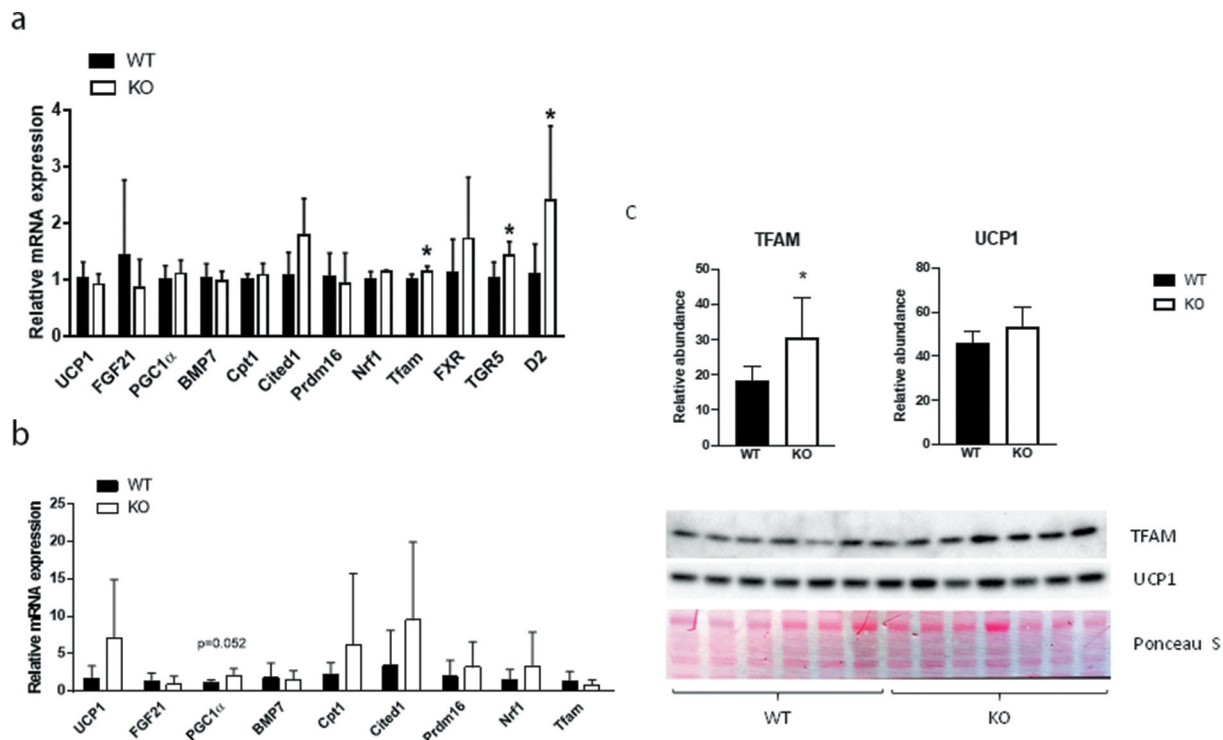 a
WT
KO
Relative mRNA expression
4
3
2
1
0
* * *
UCP1 FGF21 PGC1α BMP7 Cpt1 Cited1 Prdm16 Nrf1 Tfam FXR TGR5 D2
b
WT
KO
Relative mRNA expression
25
20
15
10
5
0
p=0.052
UCP1 FGF21 PGC1α BMP7 Cpt1 Cited1 Prdm16 Nrf1 Tfam
c
TFAM
Relative abundance
50
40
30
20
10
0
*
WT KO
UCP1
Relative abundance
80
60
40
20
0
WT KO
WT
KO
TFAM
UCP1
Ponceau S
WT KO